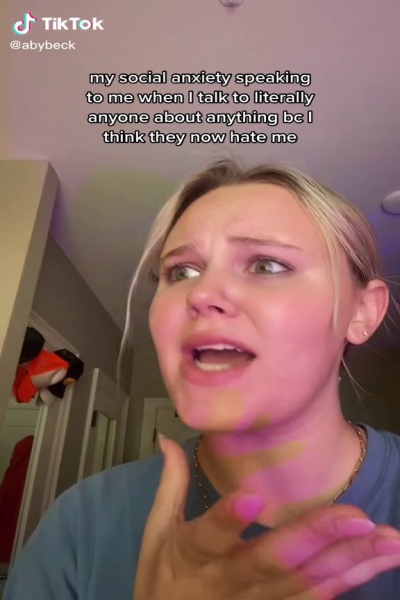 TikTok
@abybeck
my social anxiety speaking
to me when I talk to literally
anyone about anything bc I
think they now hate me